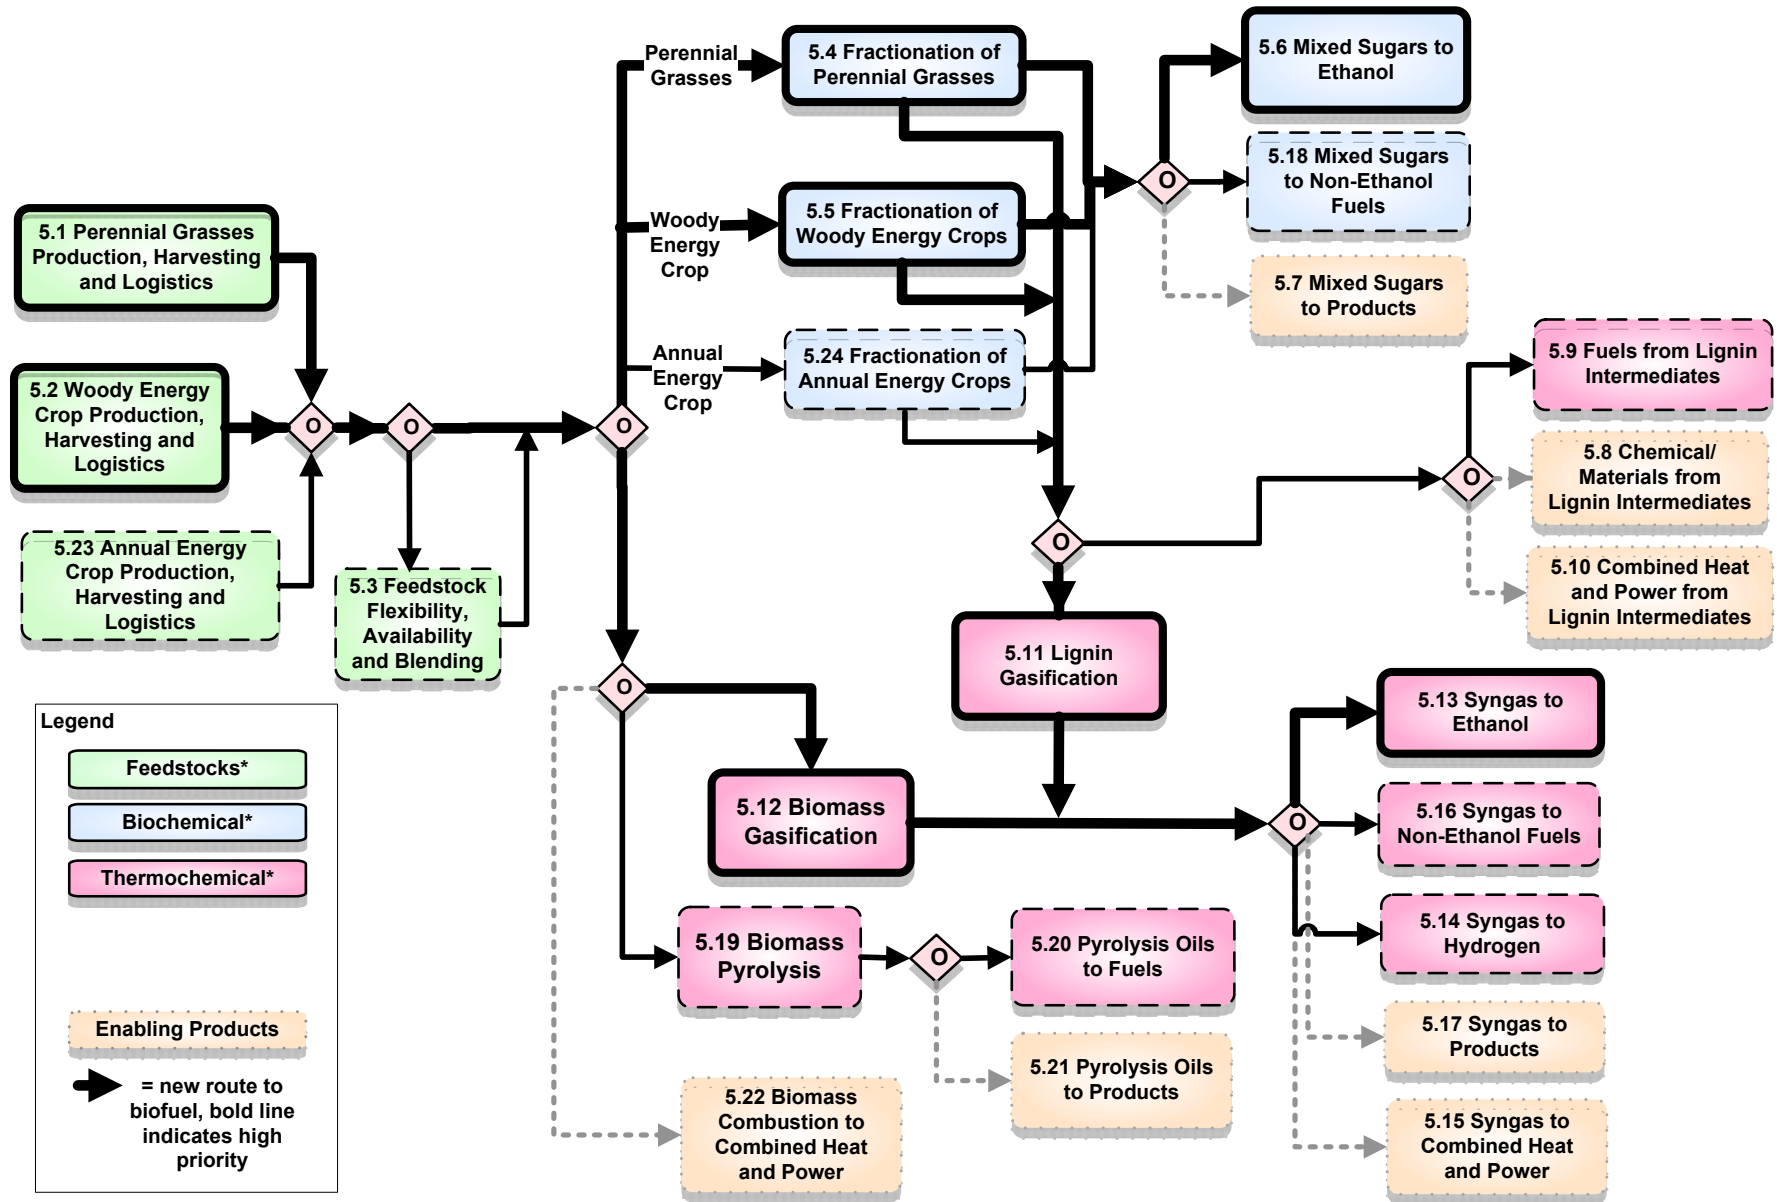 Perennial
Grasses
5.4 Fractionation of
Perennial Grasses
5.6 Mixed Sugars to
Ethanol
5.18 Mixed Sugars
to Non-Ethanol
Fuels
O
5.1 Perennial Grasses
Production, Harvesting
and Logistics
Woody
Energy
Crop
5.5 Fractionation of
Woody Energy Crops
5.7 Mixed Sugars
to Products
5.2 Woody Energy
Crop Production,
Harvesting and
Logistics
O
O
O
Annual
Energy
Crop
5.24 Fractionation of
Annual Energy Crops
5.9 Fuels from Lignin
Intermediates
O
5.8 Chemical/
Materials from
Lignin Intermediates
5.23 Annual Energy
Crop Production,
Harvesting and
Logistics
5.3 Feedstock
Flexibility,
Availability
and Blending
O
5.10 Combined Heat
and Power from
Lignin Intermediates
5.11 Lignin
Gasification
O
5.13 Syngas to
Ethanol
5.12 Biomass
Gasification
O
5.16 Syngas to
Non-Ethanol Fuels
5.19 Biomass
Pyrolysis
O
5.20 Pyrolysis Oils
to Fuels
5.14 Syngas to
Hydrogen
5.21 Pyrolysis Oils
to Products
5.17 Syngas to
Products
5.22 Biomass
Combustion to
Combined Heat
and Power
5.15 Syngas to
Combined Heat
and Power
Legend
Feedstocks*
Biochemical*
Thermochemical*
Enabling Products
= new route to
biofuel, bold line
indicates high
priority